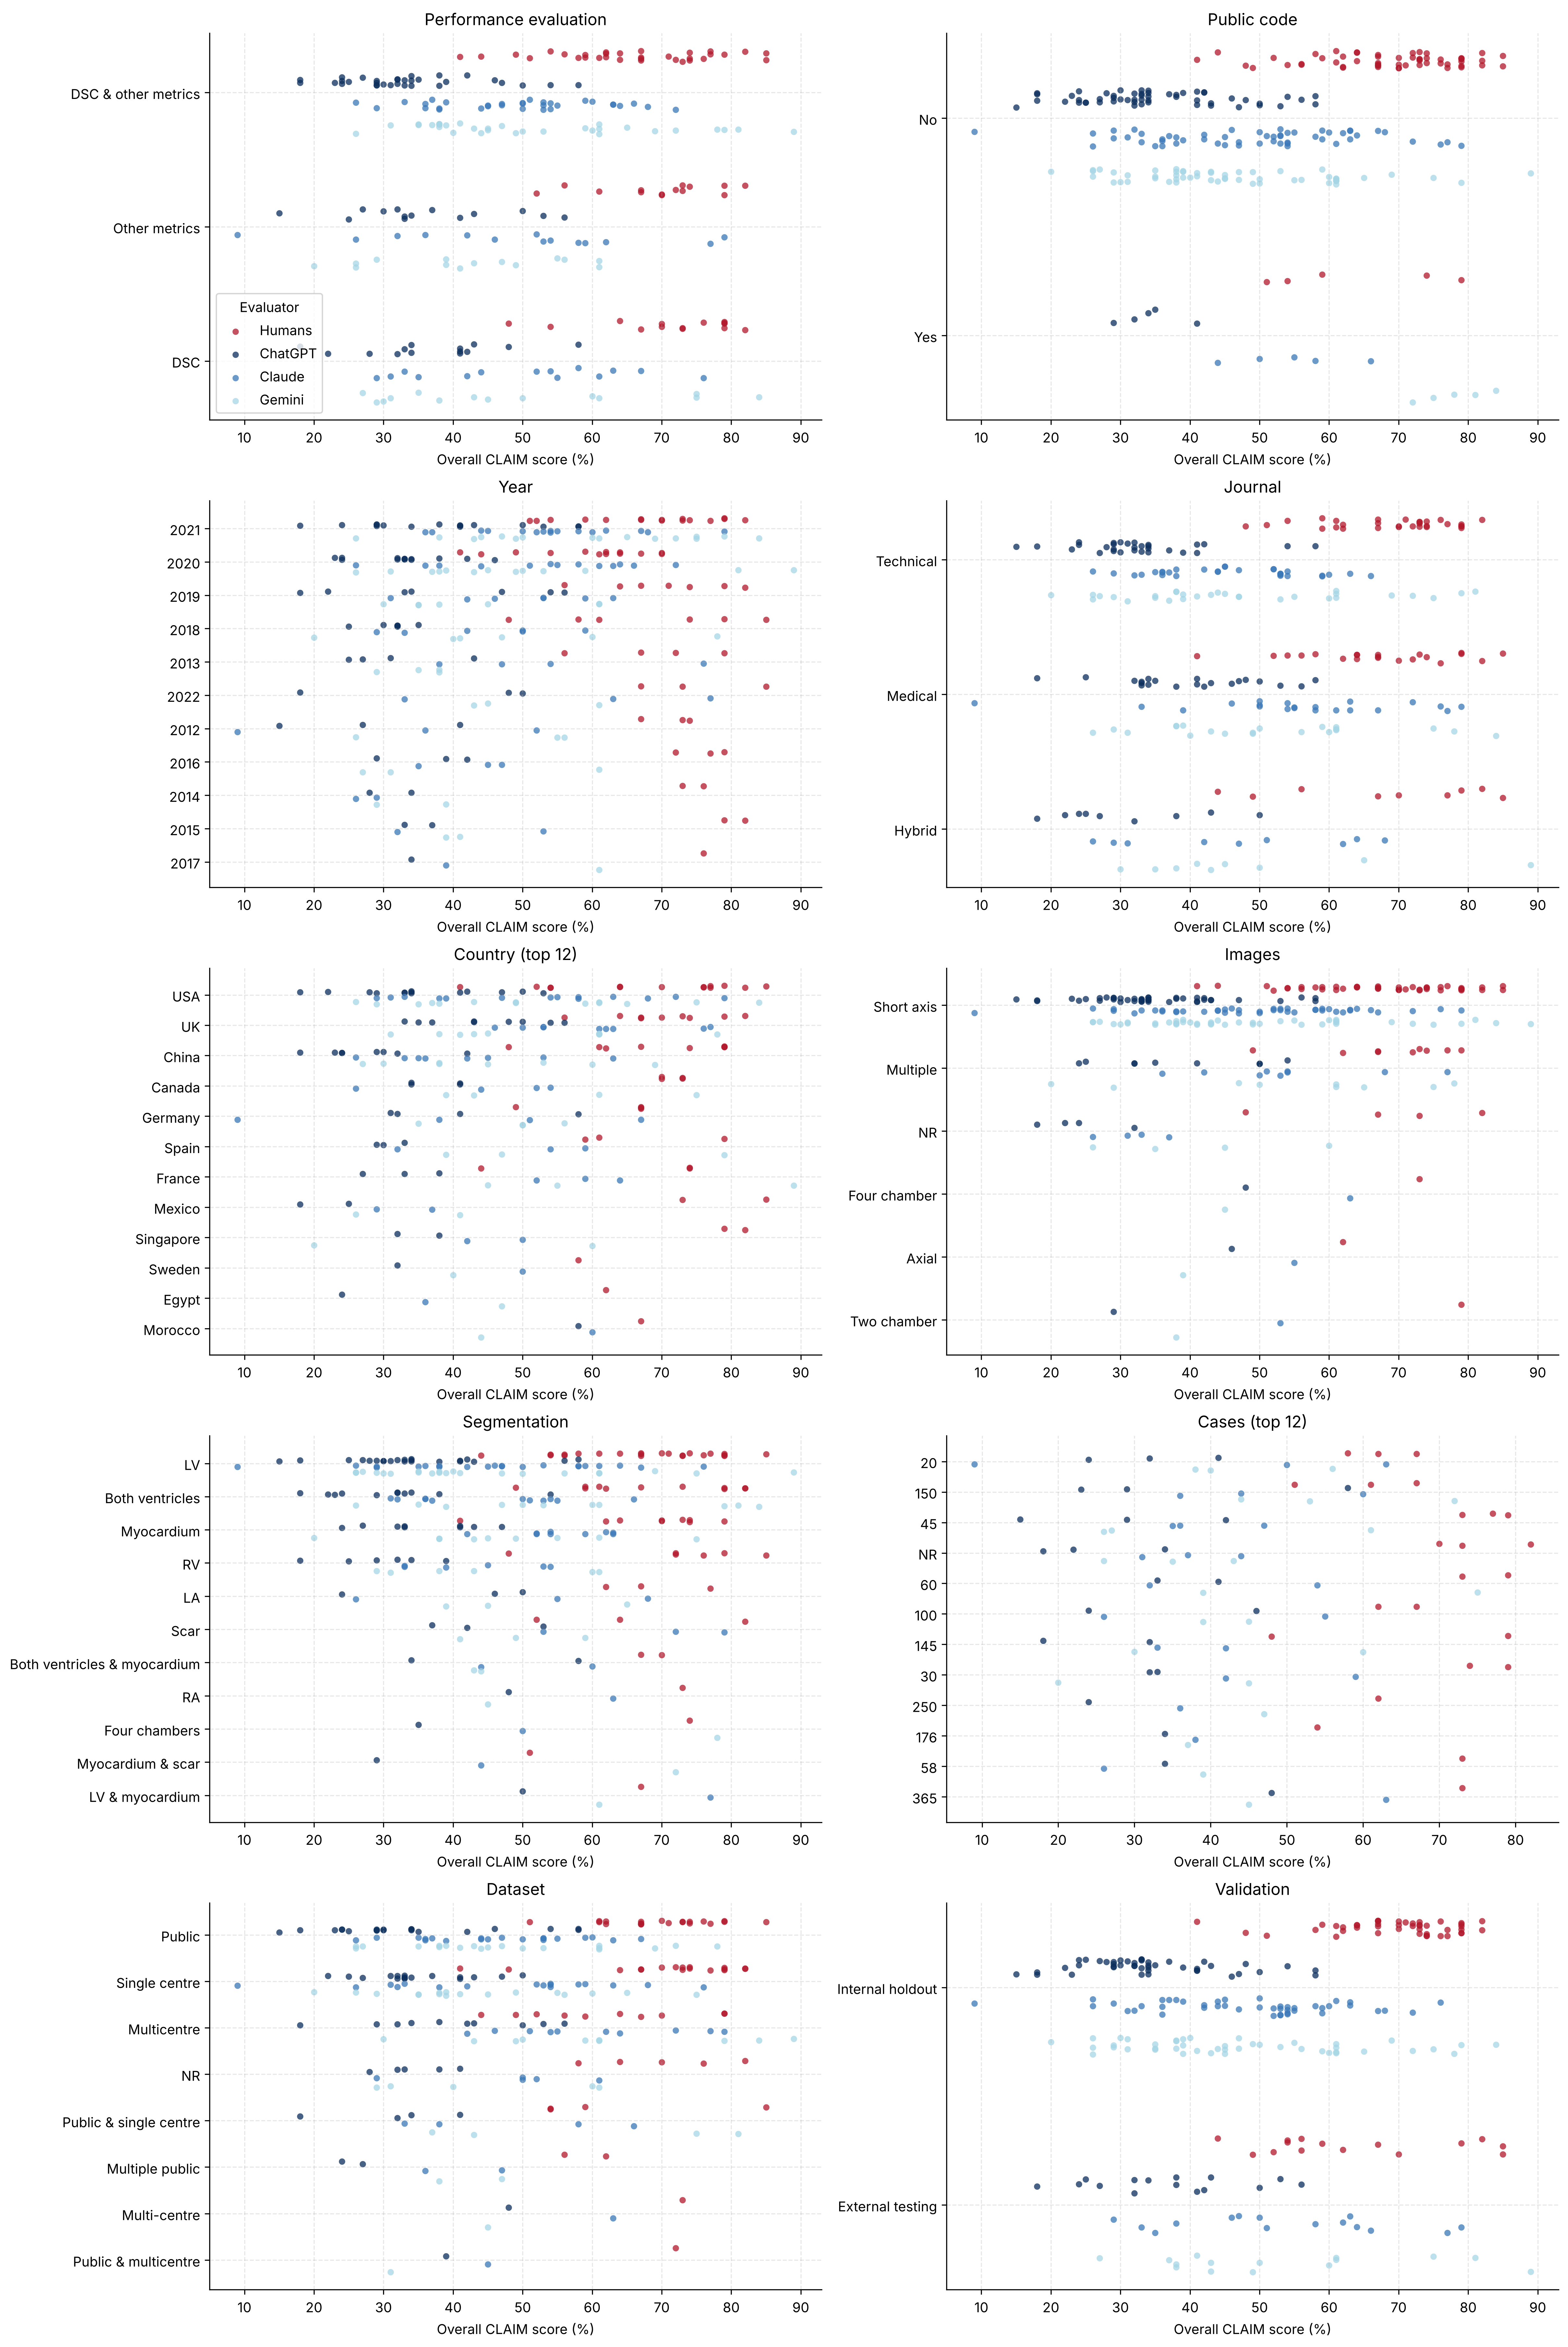 Performance evaluation
DSC & other metrics
Other metrics
DSC
Evaluator
Humans
ChatGPT
Claude
Gemini
10 20 30 40 50 60 70 80 90
Overall CLAIM score (%)
Public code
No
Yes
10 20 30 40 50 60 70 80 90
Overall CLAIM score (%)
Year
2021
2020
2019
2018
2013
2022
2012
2016
2014
2015
2017
10 20 30 40 50 60 70 80 90
Overall CLAIM score (%)
Journal
Technical
Medical
Hybrid
10 20 30 40 50 60 70 80 90
Overall CLAIM score (%)
Country (top 12)
USA
UK
China
Canada
Germany
Spain
France
Mexico
Singapore
Sweden
Egypt
Morocco
10 20 30 40 50 60 70 80 90
Overall CLAIM score (%)
Images
Short axis
Multiple
NR
Four chamber
Axial
Two chamber
10 20 30 40 50 60 70 80 90
Overall CLAIM score (%)
Segmentation
LV
Both ventricles
Myocardium
RV
LA
Scar
Both ventricles & myocardium
RA
Four chambers
Myocardium & scar
LV & myocardium
10 20 30 40 50 60 70 80 90
Overall CLAIM score (%)
Cases (top 12)
20
150
45
NR
60
100
145
30
250
176
58
365
10 20 30 40 50 60 70 80
Overall CLAIM score (%)
Dataset
Public
Single centre
Multicentre
NR
Public & single centre
Multiple public
Multi-centre
Public & multicentre
10 20 30 40 50 60 70 80 90
Overall CLAIM score (%)
Validation
Internal holdout
External testing
10 20 30 40 50 60 70 80 90
Overall CLAIM score (%)